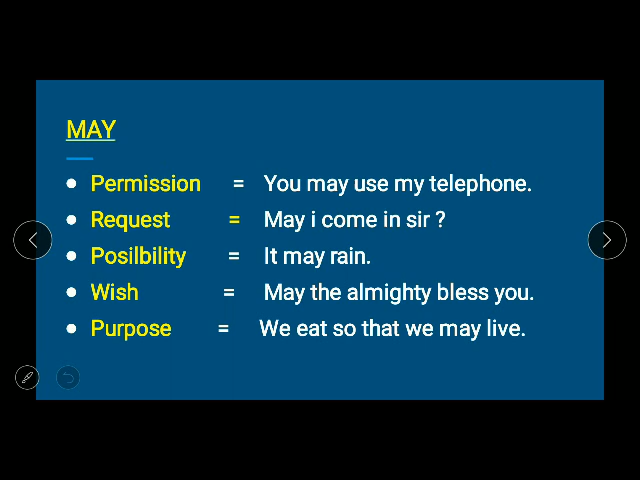 MAY
• Permission = You may use my telephone.
• Request = May i come in sir ?
• Posilbility = It may rain.
• Wish = May the almighty bless you.
• Purpose = We eat so that we may live.